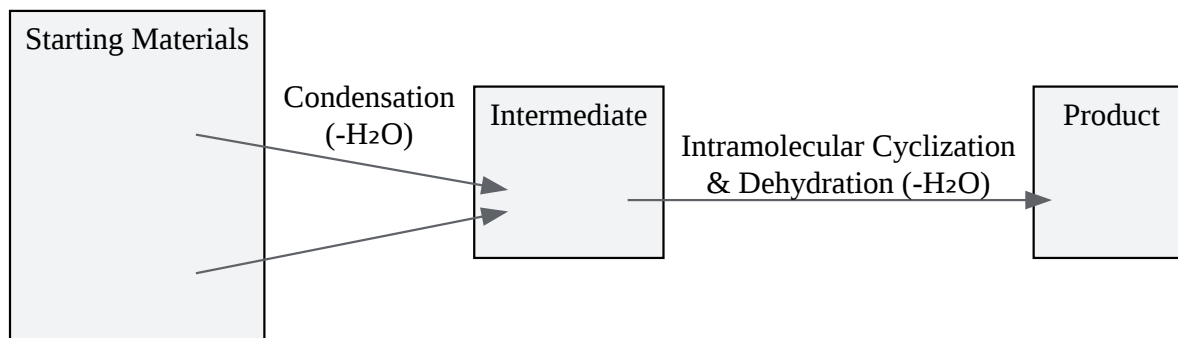 Starting Materials
Condensation
(-H₂O)
Intermediate
Intramolecular Cyclization
& Dehydration (-H₂O)
Product